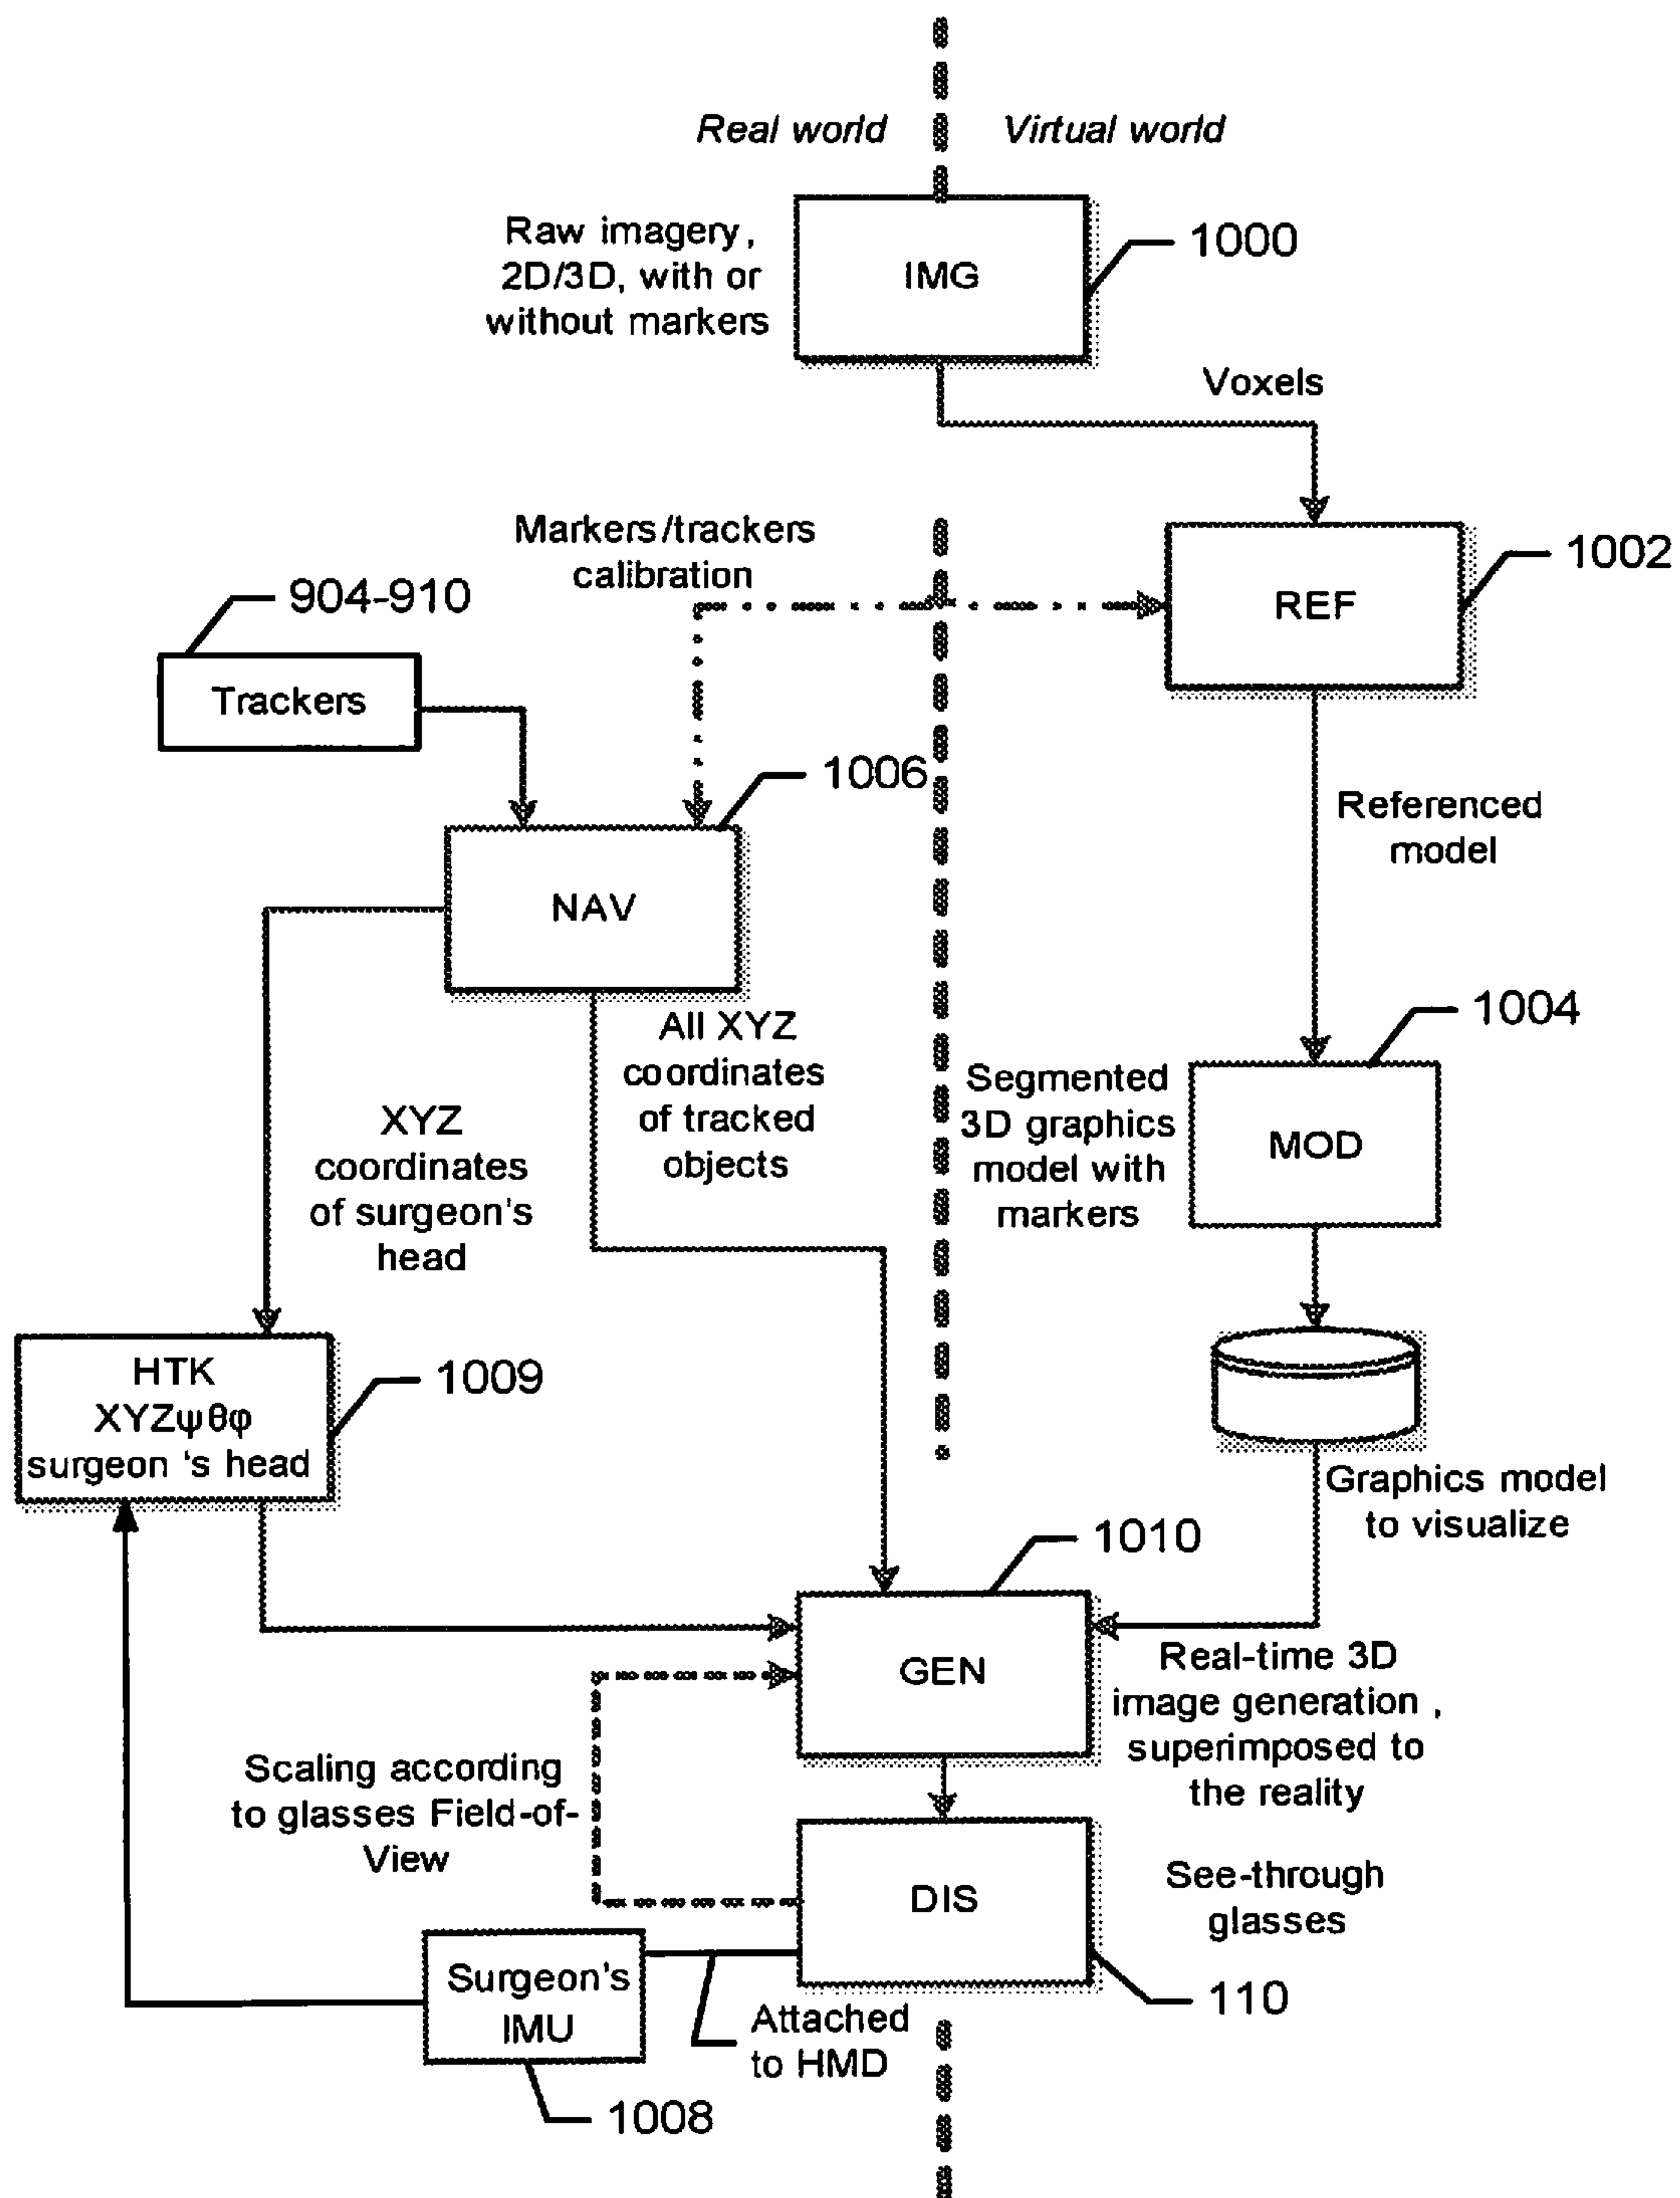 Real world
Virtual world
Raw imagery,
2D/3D, with or
without markers
IMG
1000
Voxels
Markers/trackers
calibration
REF
1002
904-910
Trackers
1006
Referenced
model
NAV
1004
All XYZ
coordinates
of tracked
objects
Segmented
3D graphics
model with
markers
MOD
XYZ
coordinates
of surgeon's
head
HTK
XYZψθφ
surgeon 's head
1009
Graphics model
to visualize
1010
GEN
Real-time 3D
image generation ,
superimposed to
the reality
Scaling according
to glasses Field-of-
View
DIS
See-through
glasses
110
Surgeon's
IMU
Attached
to HMD
1008